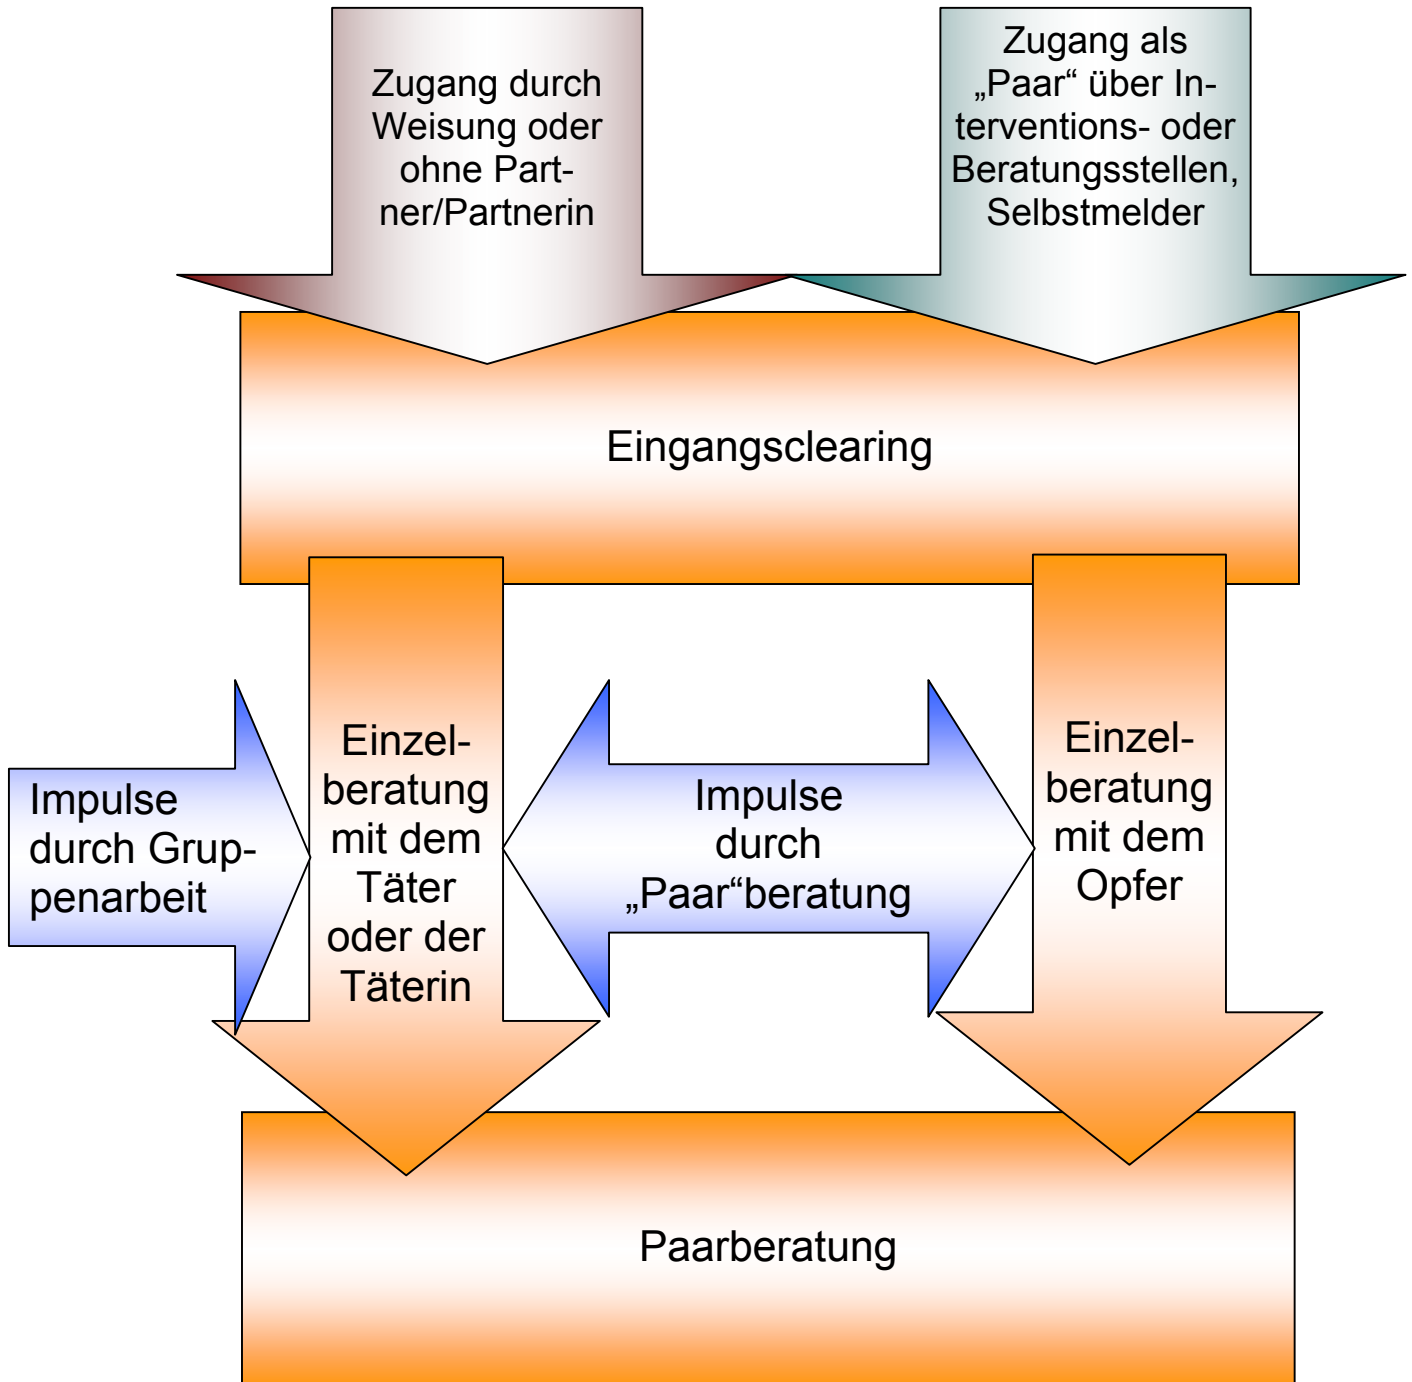 Zugang durch
Weisung oder
ohne Part-
ner/Partnerin
Zugang als
„Paar“ über In-
terventions- oder
Beratungsstellen,
Selbstmelder
Eingangsclearing
Impulse
durch Grup-
penarbeit
Einzel-
beratung
mit dem
Täter
oder der
Täterin
Impulse
durch
„Paar“beratung
Einzel-
beratung
mit dem
Opfer
Paarberatung